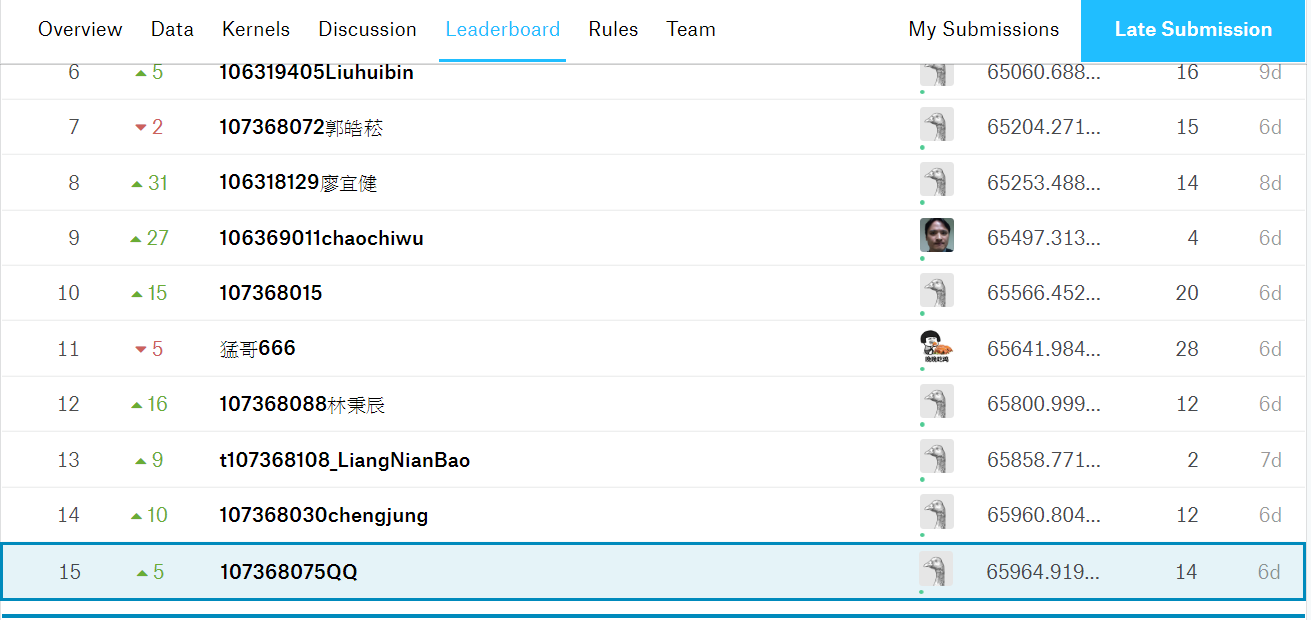 Overview Data Kernels Discussion Leaderboard Rules Team My Submissions Late Submission
6 5 106319405Liuhuibin 65060.688... 16 9d
7 2 107368072郭皓菘 65204.271... 15 6d
8 31 106318129廖宜健 65253.488... 14 8d
9 27 106369011chaochiwu 65497.313... 4 6d
10 15 107368015 65566.452... 20 6d
11 5 猛哥666 65641.984... 28 6d
12 16 107368088林秉辰 65800.999... 12 6d
13 9 t107368108_LiangNianBao 65858.771... 2 7d
14 10 107368030chengjung 65960.804... 12 6d
15 5 107368075QQ 65964.919... 14 6d